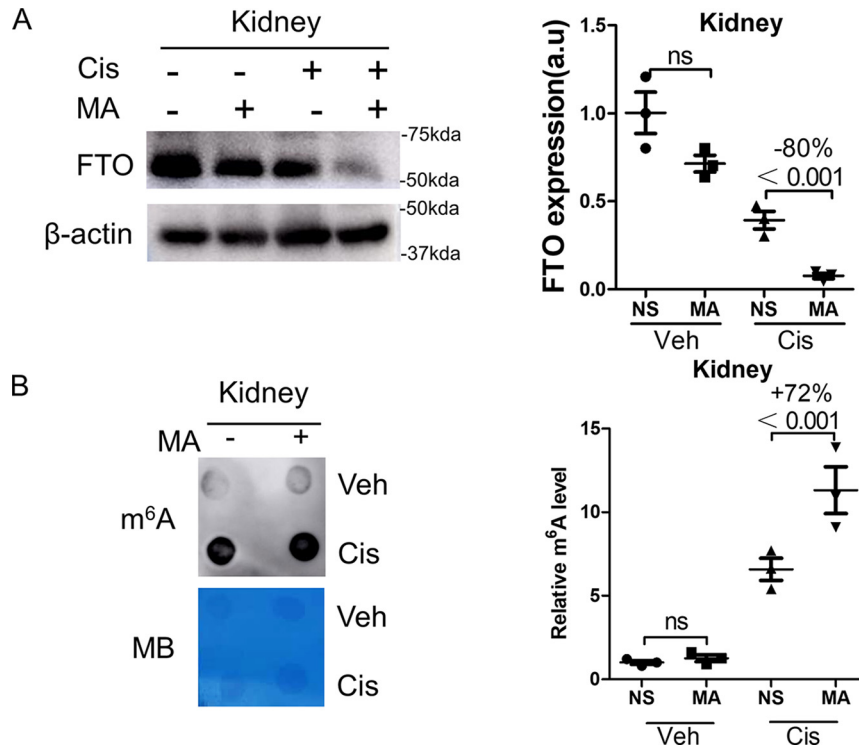 A
Kidney
Cis - - + +
MA - + - +
FTO
-75kda
-50kda
β-actin
-50kda
-37kda
Kidney
FTO expression(a.u)
1.5
1.0
0.5
0.0
ns
-80%
< 0.001
NS MA NS MA
Veh Cis
B
Kidney
MA - +
m⁶A
Veh
Cis
MB
Veh
Cis
Kidney
Relative m⁶A level
15
10
5
0
ns
+72%
< 0.001
NS MA NS MA
Veh Cis